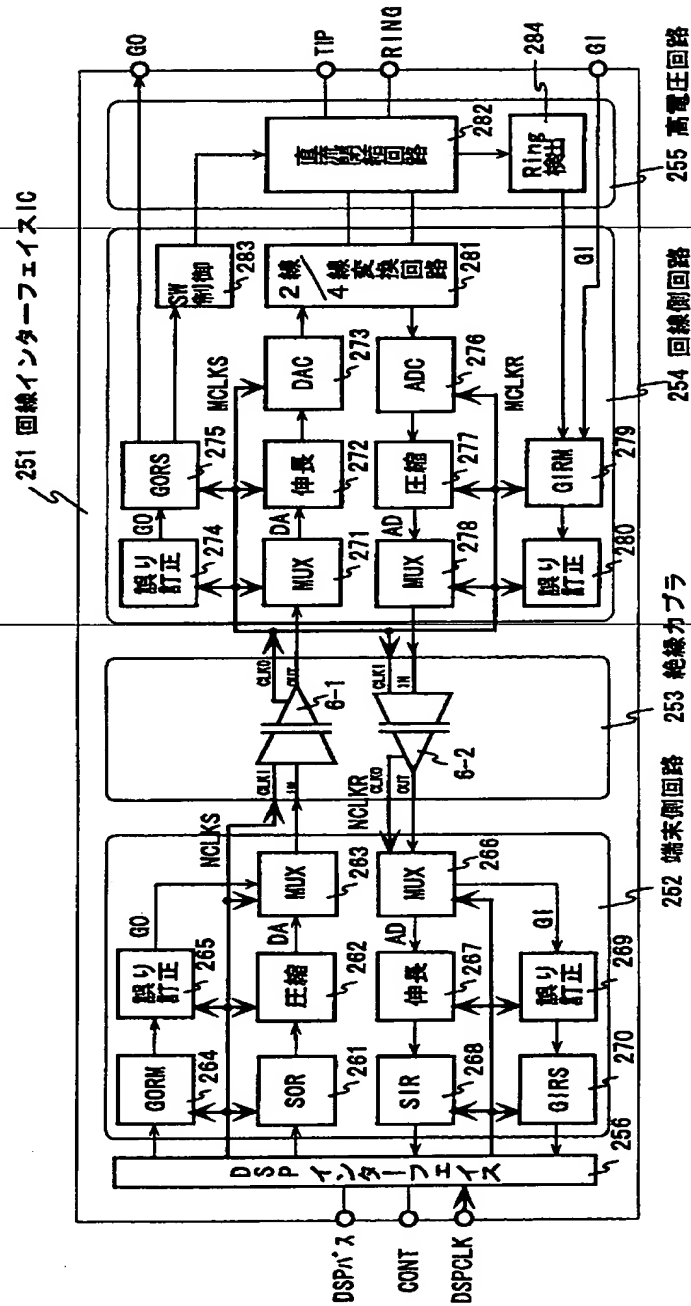 251 回線インターフェイスIC
DSPバス
CONT
DSPCLK
DSPインターフェイス
256
GORM
264
誤り訂正
265
GO
NCLKS
SOR
261
圧縮
262
DA
MUX
263
SIR
268
伸長
267
AD
MUX
266
NCLKR
GI
GIRS
270
誤り訂正
269
252 端末側回路
CLKI
IN
CLKO
OUT
6-1
CLKO
OUT
CLKI
IN
6-2
253 絶縁カプラ
誤り訂正
274
GO
GORS
275
SW制御
283
MCLKS
MUX
271
DA
伸長
272
DAC
273
2線/4線変換回路
281
MUX
278
AD
圧縮
277
ADC
276
MCLKR
誤り訂正
280
GIRM
279
GI
254 回線側回路
直流閉結回路
282
Ring検出
284
255 高電圧回路
GO
TIP
RING
GI